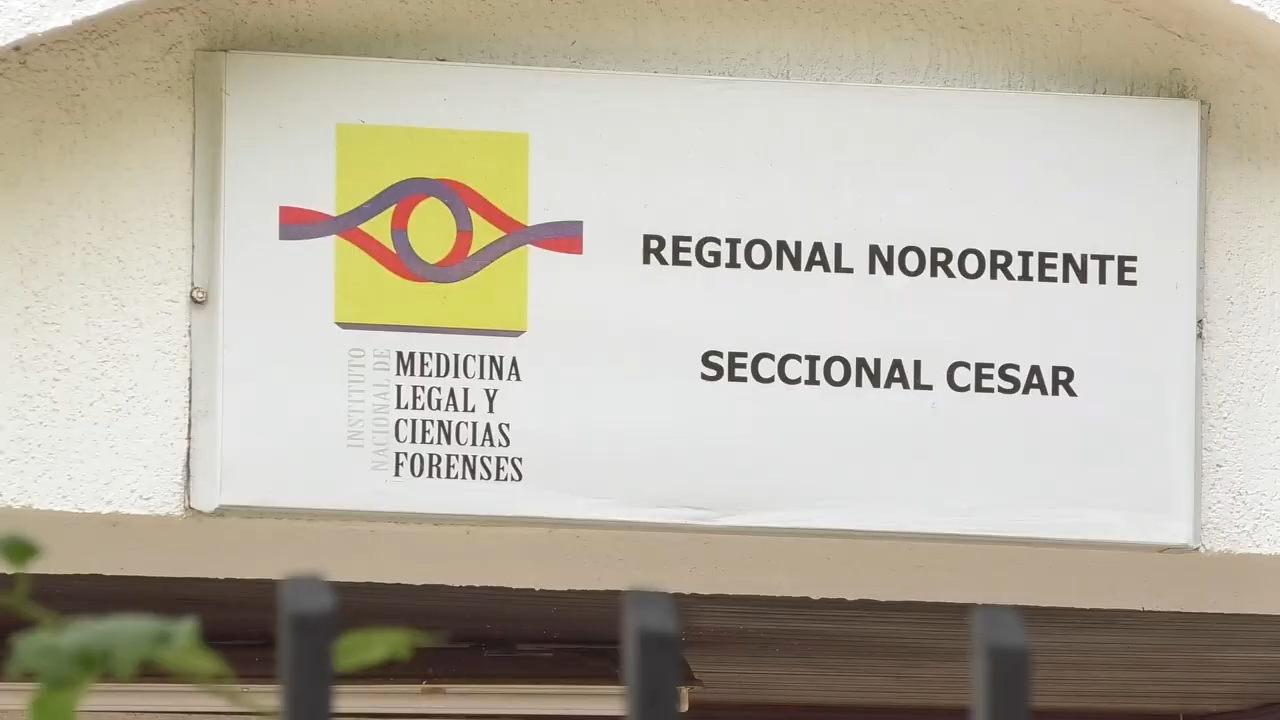 INSTITUTO
NACIONAL DE
MEDICINA
LEGAL Y
CIENCIAS
FORENSES
REGIONAL NORORIENTE
SECCIONAL CESAR